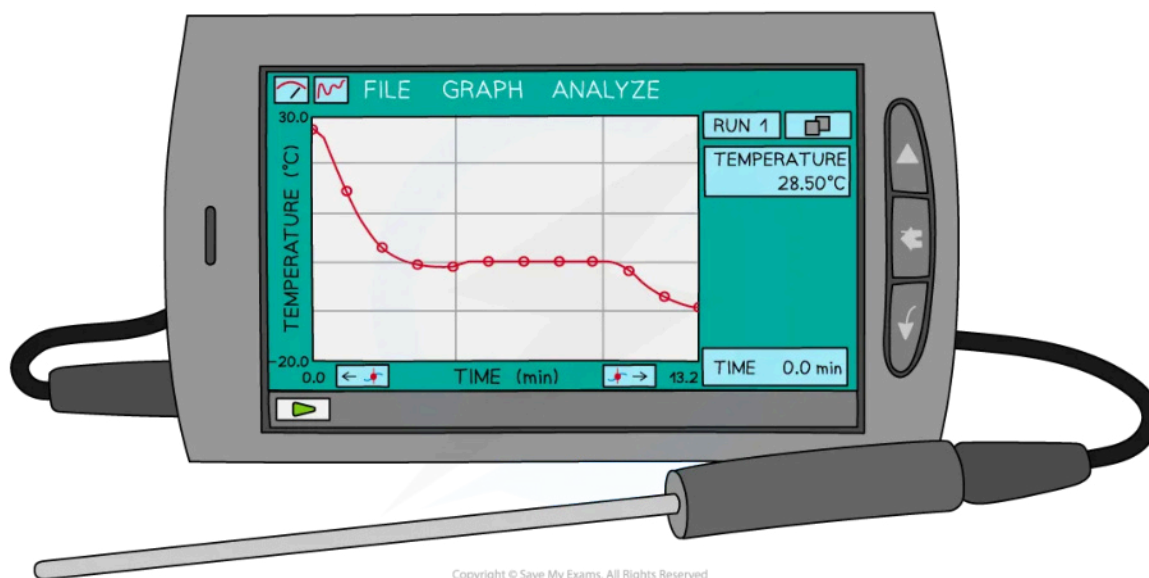 FILE GRAPH ANALYZE
30.0
RUN 1
TEMPERATURE
28.50°C
TEMPERATURE (°C)
-20.0
0.0
TIME (min)
13.2
TIME 0.0 min
Copyright © Save My Exams. All Rights Reserved